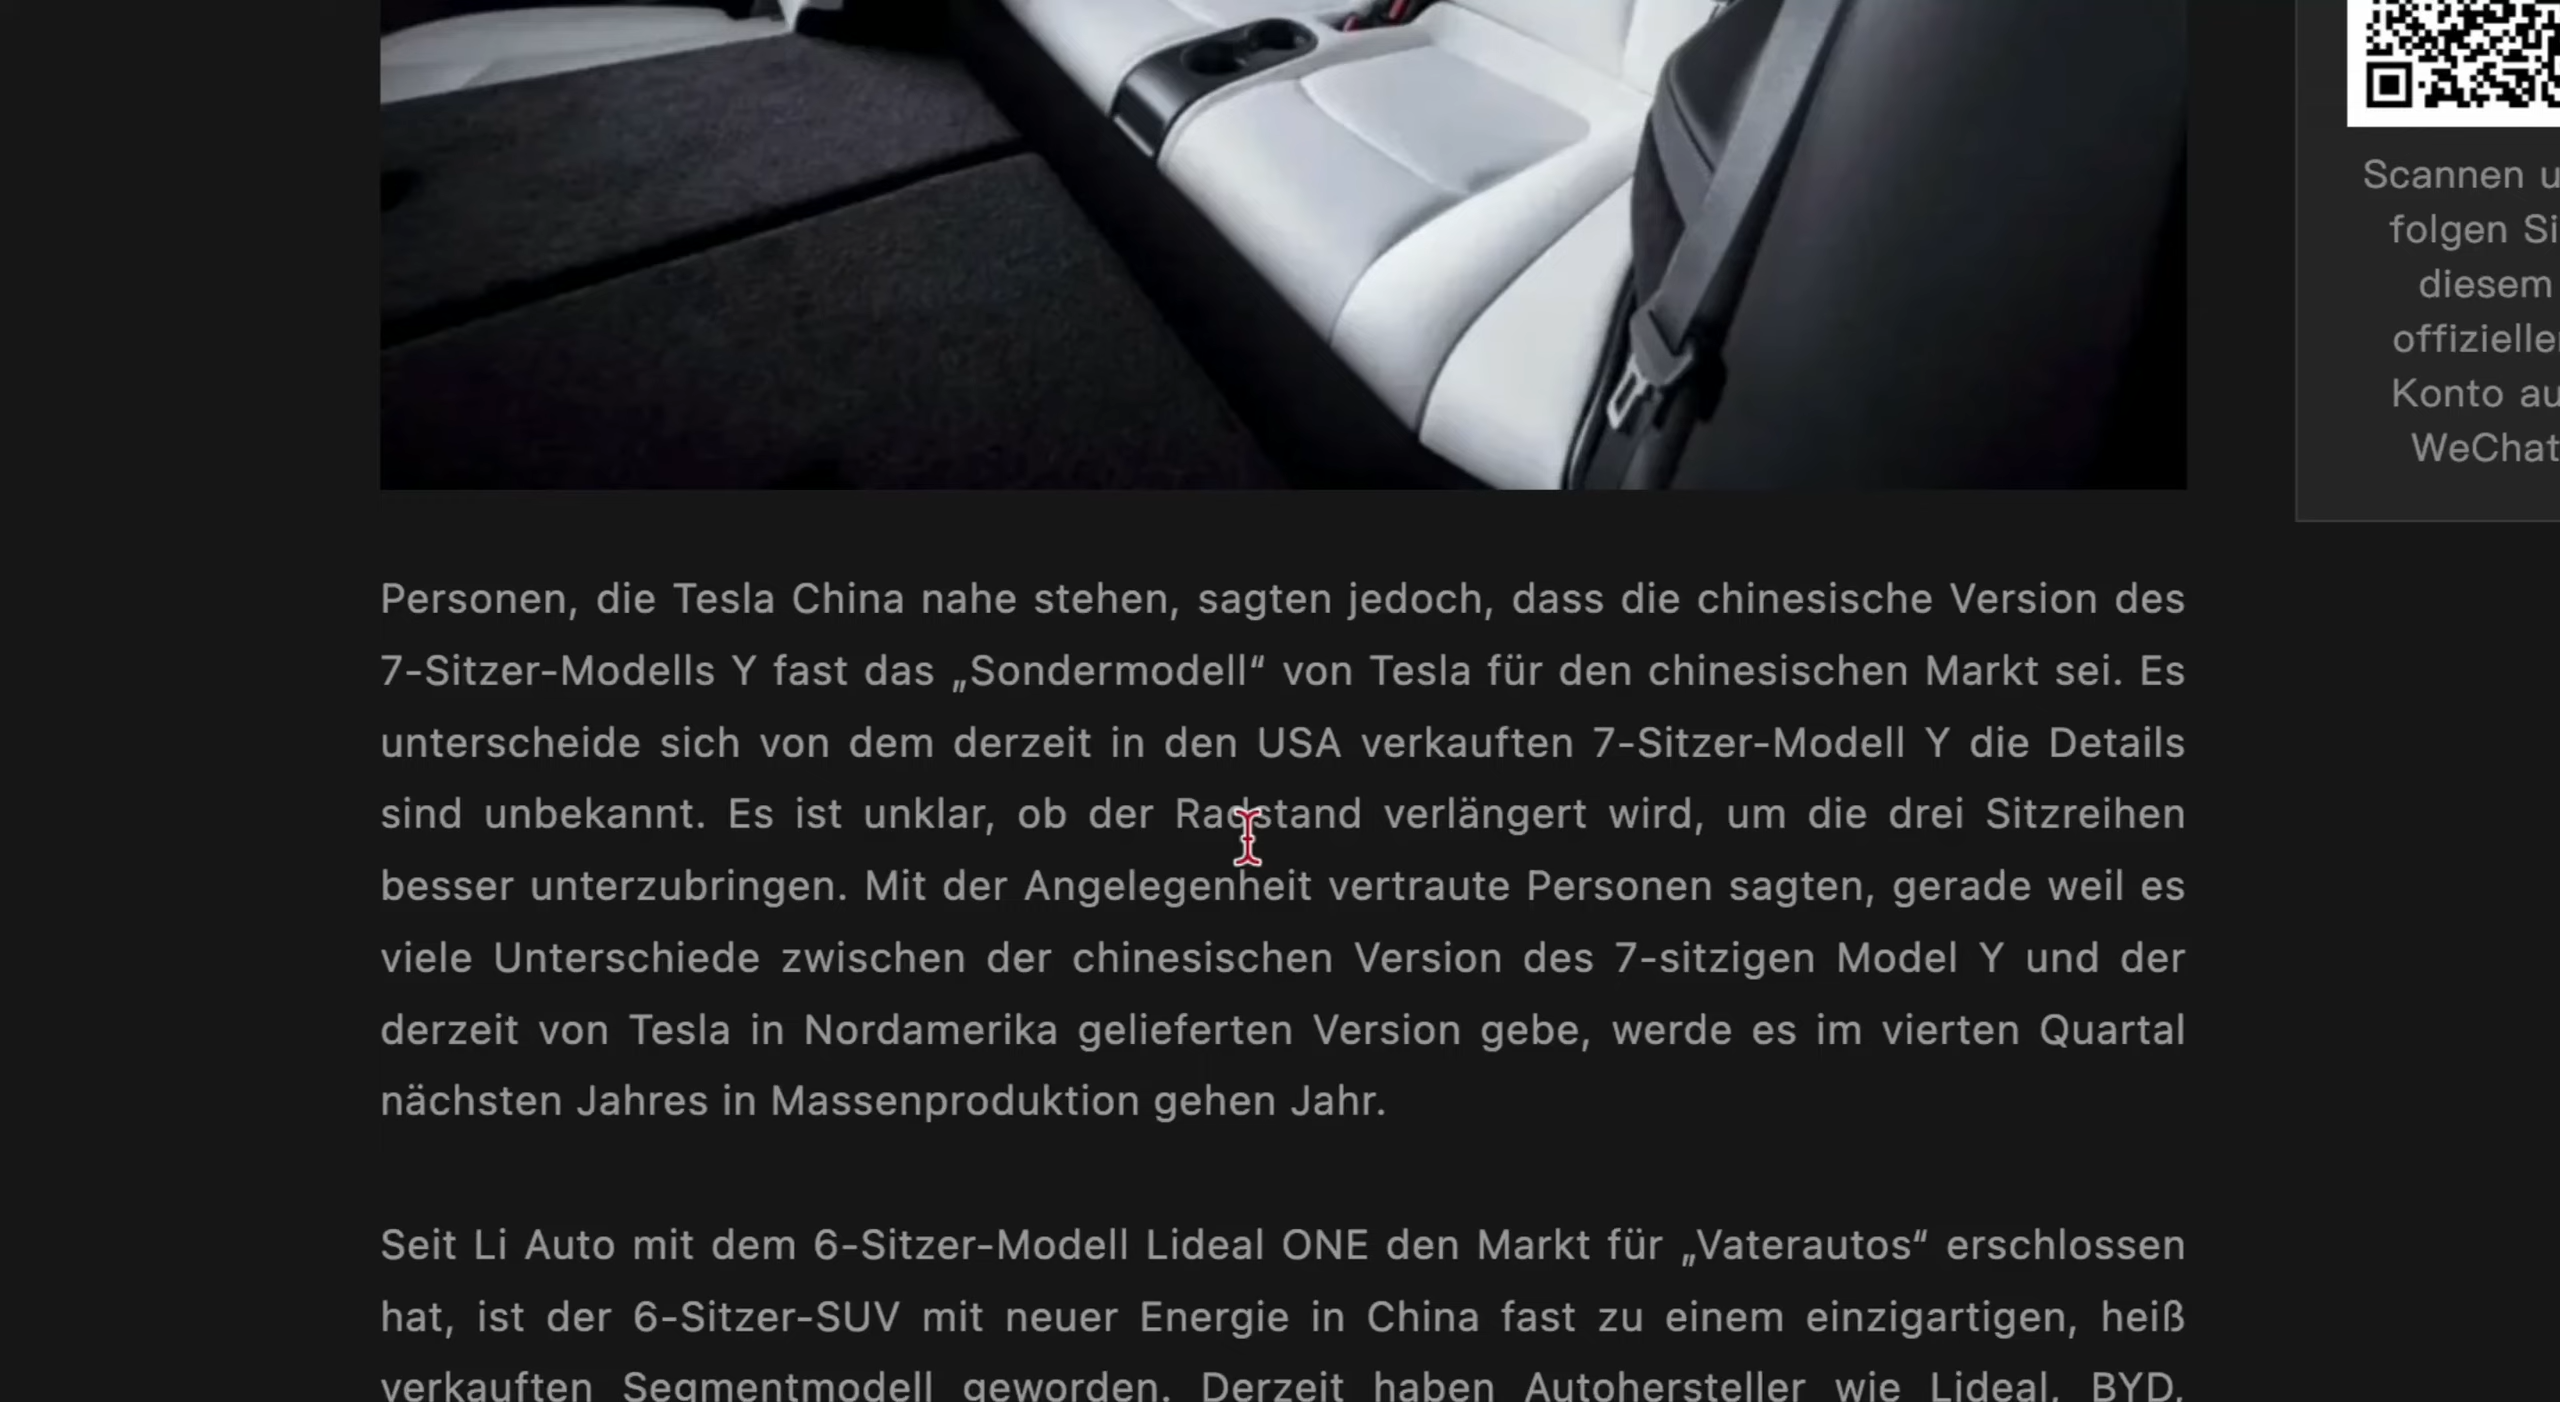 Scannen
folgen
diesem
Konto
WeChat
Personen, die Tesla China nahe stehen, sagten jedoch, dass die chinesische Version des
7-Sitzer-Modells Y fast das „Sondermodell“ von Tesla für den chinesischen Markt sei. Es
unterscheide sich von dem derzeit in den USA verkauften 7-Sitzer-Modell Y die Details
sind unbekannt. Es ist unklar, ob der Radstand verlängert wird, um die drei Sitzreihen
besser unterzubringen. Mit der Angelegenheit vertraute Personen sagten, gerade weil es
viele Unterschiede zwischen der chinesischen Version des 7-sitzigen Model Y und der
derzeit von Tesla in Nordamerika gelieferten Version gebe, werde es im vierten Quartal
nächsten Jahres in Massenproduktion gehen Jahr.
Seit Li Auto mit dem 6-Sitzer-Modell Lideal ONE den Markt für „Vaterautos“ erschlossen
hat, ist der 6-Sitzer-SUV mit neuer Energie in China fast zu einem einzigartigen, heiß
verkauften Segmentmodell geworden. Derzeit haben Autohersteller wie Lideal, BYD,